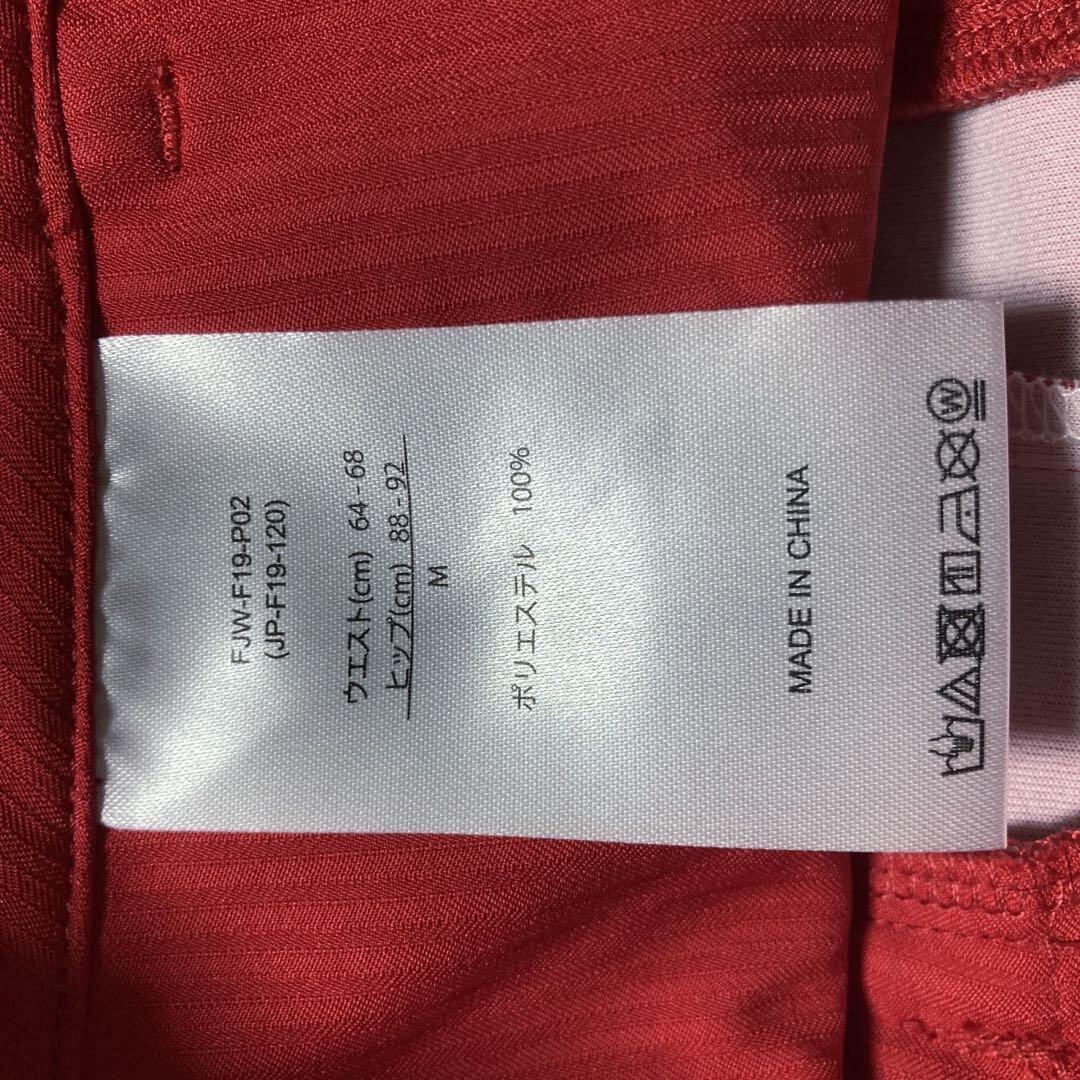 FJW-F19-P02
(JP-F19-120)
ウエスト(cm) 64 - 68
ヒップ(cm) 88 - 92
M
ポリエステル 100%
MADE IN CHINA
W